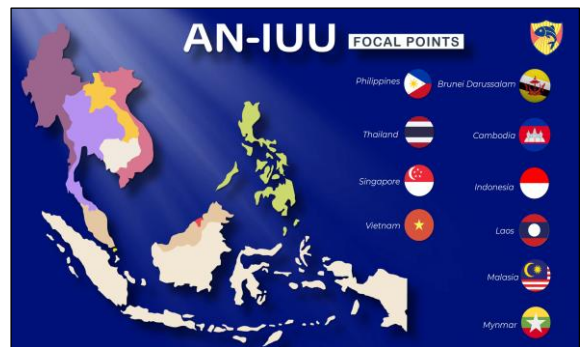 AN-IUU FOCAL POINTS
Philippines
Brunei Darussalam
Thailand
Cambodia
Singapore
Indonesia
Vietnam
Laos
Malasia
Mynmar